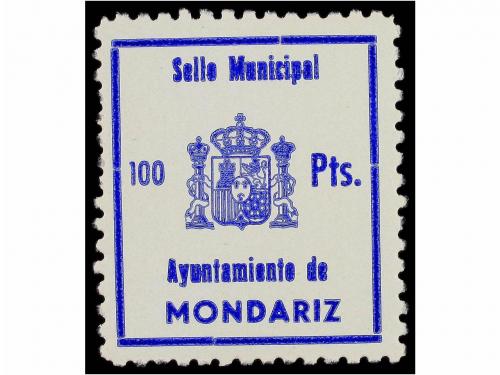 Sello Municipal
100 Pts.
Ayuntamiento de
MONDARIZ